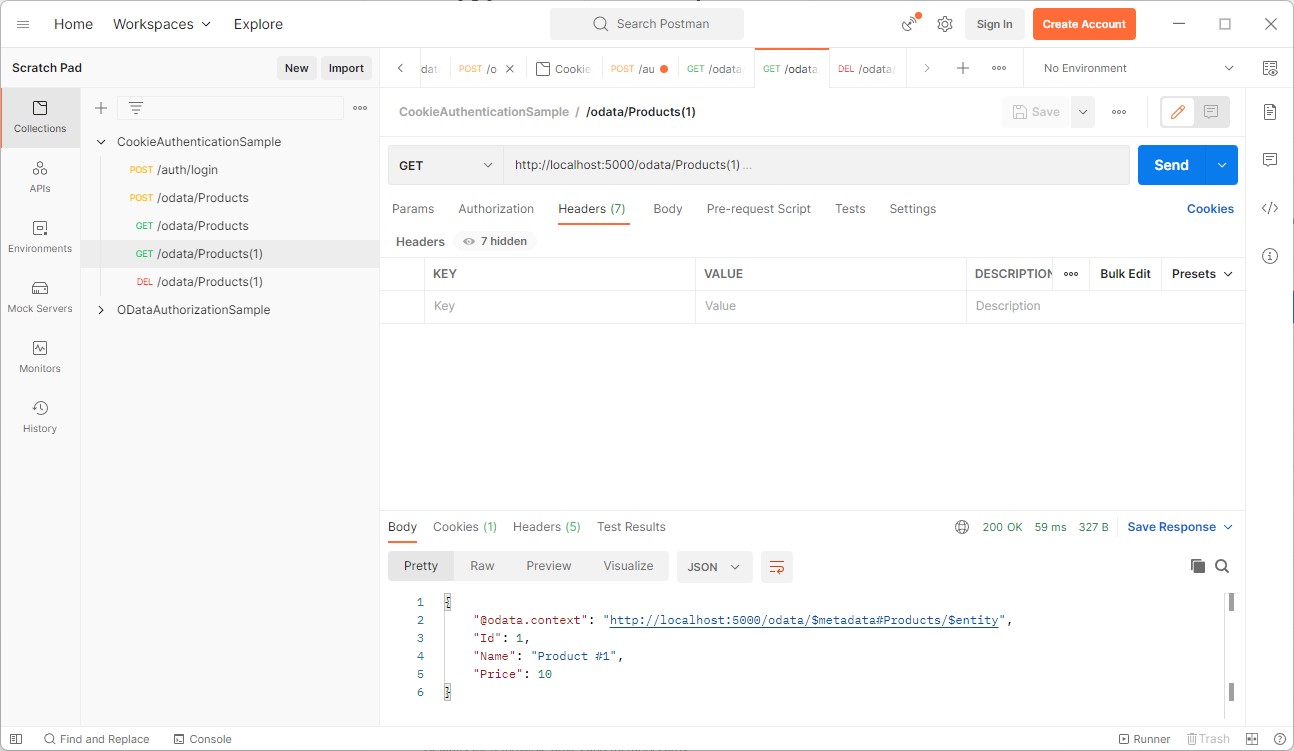 Home Workspaces Explore Search Postman Sign In Create Account
Scratch Pad New Import
POST /o Cookie POST /au GET /odata GET /odata DEL /odata/ No Environment
Collections
APIs
Environments
Mock Servers
Monitors
History
CookieAuthenticationSample
POST /auth/login
POST /odata/Products
GET /odata/Products
GET /odata/Products(1)
DEL /odata/Products(1)
ODataAuthorizationSample
CookieAuthenticationSample / /odata/Products(1) Save
GET http://localhost:5000/odata/Products(1) ... Send
Params Authorization Headers (7) Body Pre-request Script Tests Settings Cookies
Headers 7 hidden
KEY VALUE DESCRIPTION Bulk Edit Presets
Key Value Description
Body Cookies (1) Headers (5) Test Results 200 OK 59 ms 327 B Save Response
Pretty Raw Preview Visualize JSON
1 {
2 "@odata.context": "http://localhost:5000/odata/$metadata#Products/$entity",
3 "Id": 1,
4 "Name": "Product #1",
5 "Price": 10
6 }
Find and Replace Console Runner Trash